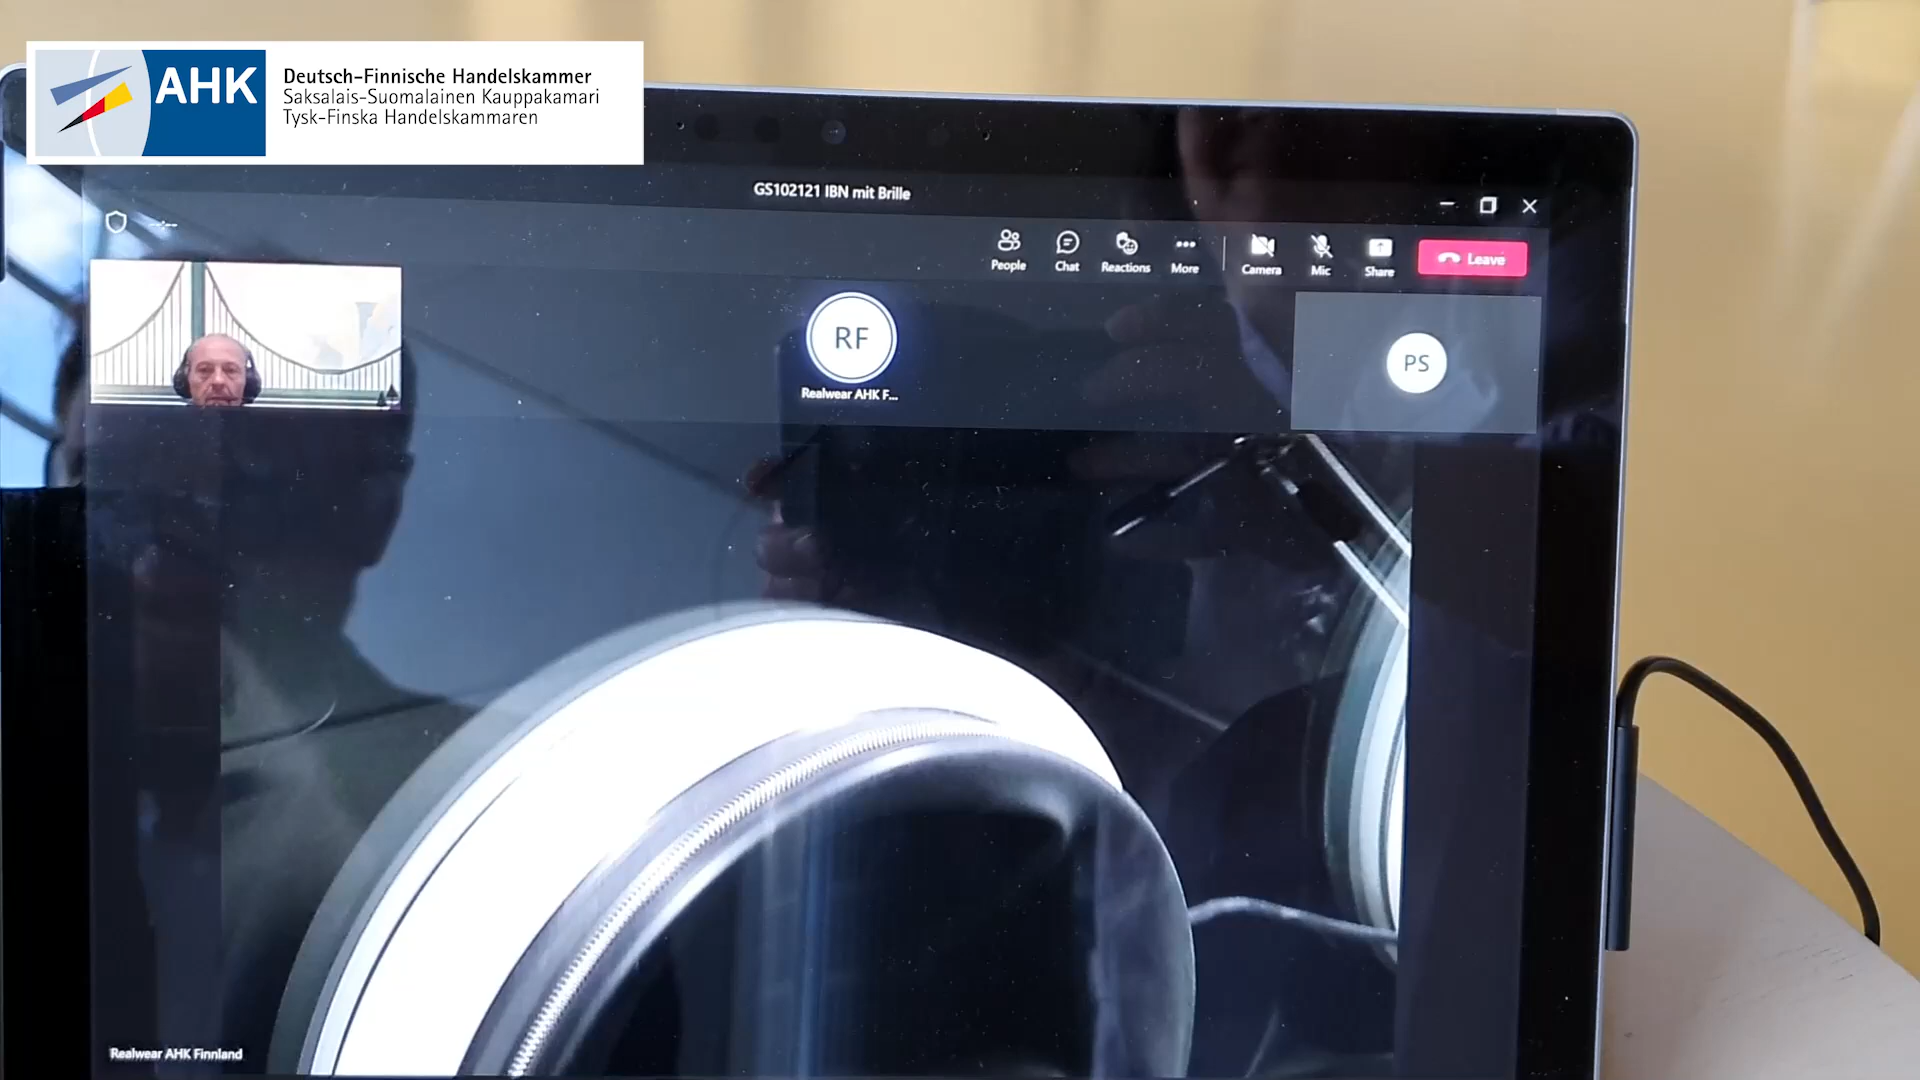 AHK
Deutsch-Finnische Handelskammer
Saksalais-Suomalainen Kauppakamari
Tysk-Finska Handelskammaren
GS102121 IBN mit Brille
People
Chat
Reactions
More
Camera
Mic
Share
Leave
RF
Realwear AHK F...
PS
Realwear AHK Finnland